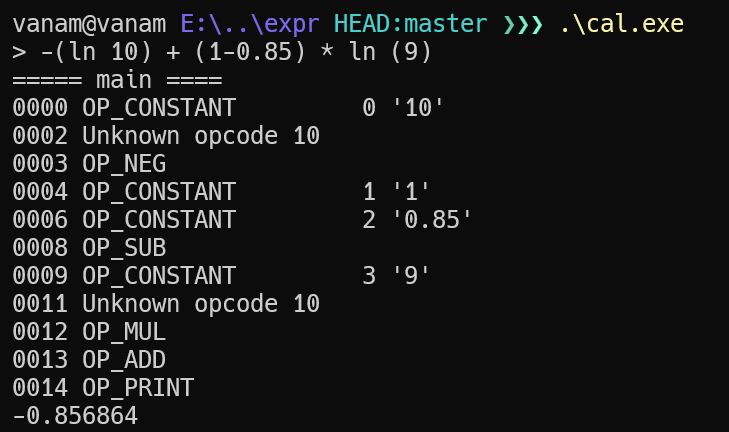 vanam@vanam E:\..\expr HEAD:master ❯❯❯ .\cal.exe
> -(ln 10) + (1-0.85) * ln (9)
===== main ====
0000 OP_CONSTANT         0 '10'
0002 Unknown opcode 10
0003 OP_NEG
0004 OP_CONSTANT         1 '1'
0006 OP_CONSTANT         2 '0.85'
0008 OP_SUB
0009 OP_CONSTANT         3 '9'
0011 Unknown opcode 10
0012 OP_MUL
0013 OP_ADD
0014 OP_PRINT
-0.856864